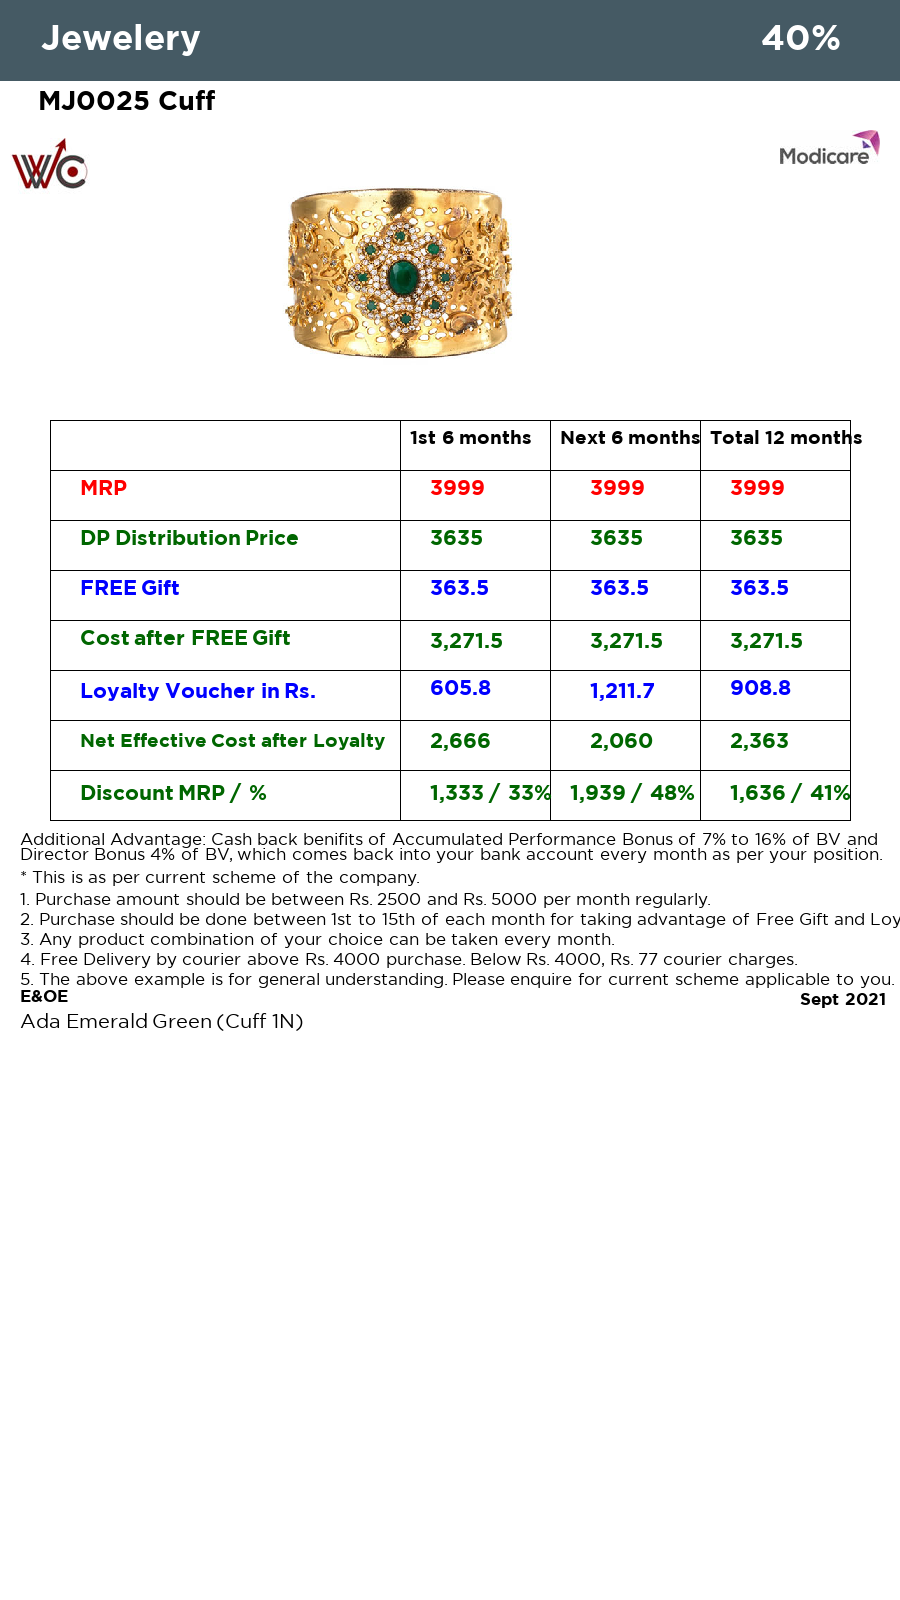 Jewelery 40%
MJ0025 Cuff
WC Modicare
1st 6 months Next 6 months Total 12 months
MRP 3999 3999 3999
DP Distribution Price 3635 3635 3635
FREE Gift 363.5 363.5 363.5
Cost after FREE Gift 3,271.5 3,271.5 3,271.5
Loyalty Voucher in Rs. 605.8 1,211.7 908.8
Net Effective Cost after Loyalty 2,666 2,060 2,363
Discount MRP / % 1,333 / 33% 1,939 / 48% 1,636 / 41%
Additional Advantage: Cash back benifits of Accumulated Performance Bonus of 7% to 16% of BV and
Director Bonus 4% of BV, which comes back into your bank account every month as per your position.
* This is as per current scheme of the company.
1. Purchase amount should be between Rs. 2500 and Rs. 5000 per month regularly.
2. Purchase should be done between 1st to 15th of each month for taking advantage of Free Gift and Loy
3. Any product combination of your choice can be taken every month.
4. Free Delivery by courier above Rs. 4000 purchase. Below Rs. 4000, Rs. 77 courier charges.
5. The above example is for general understanding. Please enquire for current scheme applicable to you.
E&OE Sept 2021
Ada Emerald Green (Cuff 1N)